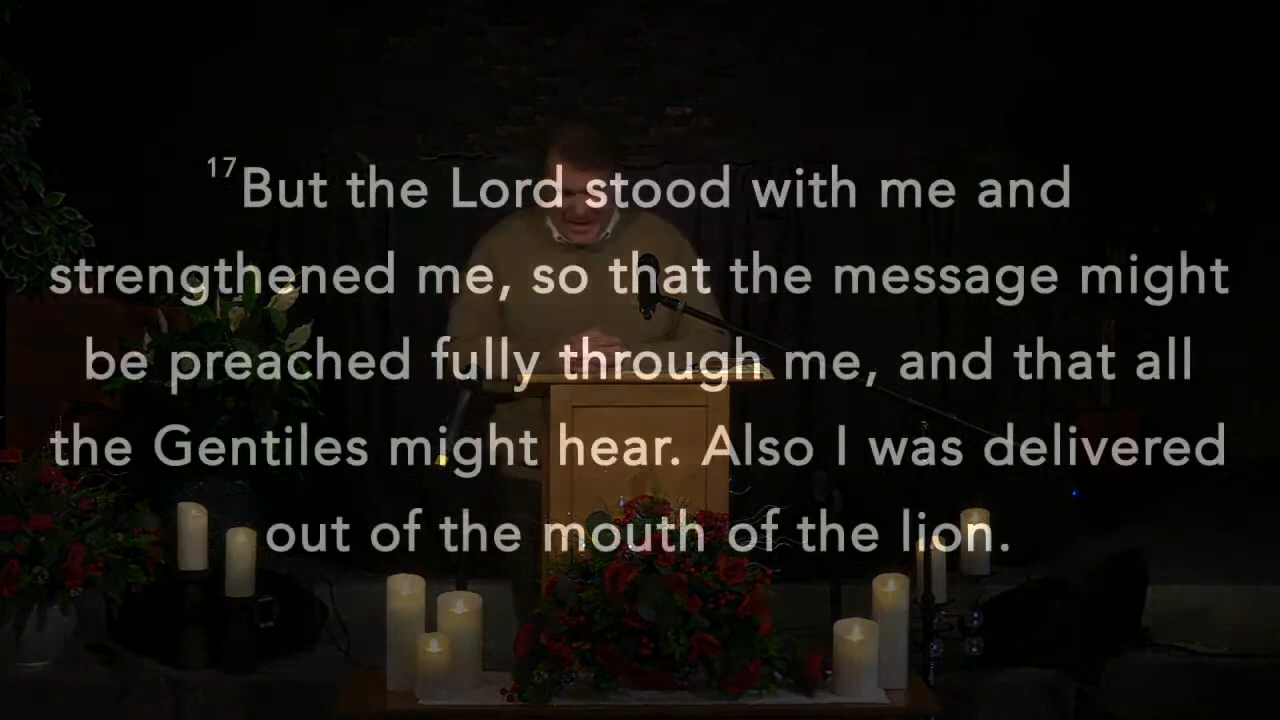 17But the Lord stood with me and
strengthened me, so that the message might
be preached fully through me, and that all
the Gentiles might hear. Also I was delivered
out of the mouth of the lion.